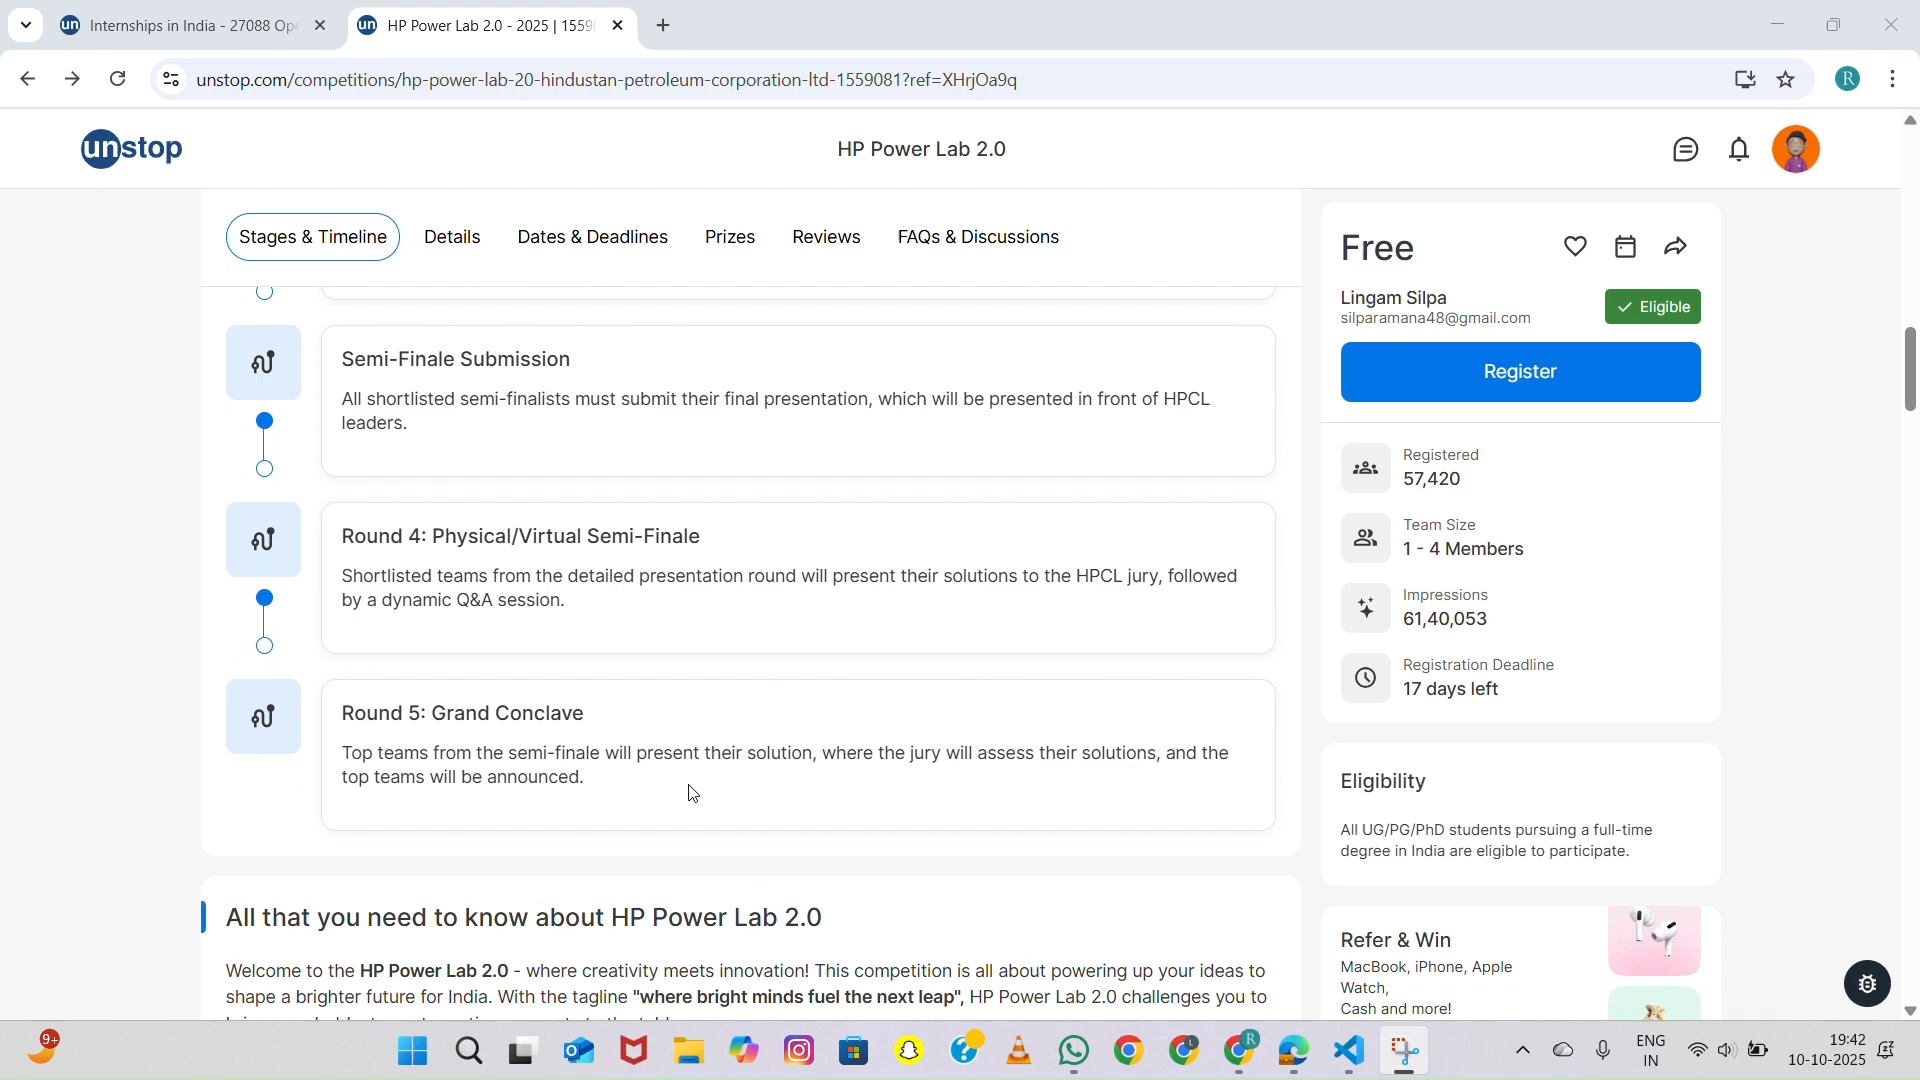 Internships in India - 27088 Op
HP Power Lab 2.0 - 2025 | 1559
unstop.com/competitions/hp-power-lab-20-hindustan-petroleum-corporation-ltd-1559081?ref=XHrjOa9q
R
unstop
HP Power Lab 2.0
Stages & Timeline
Details
Dates & Deadlines
Prizes
Reviews
FAQs & Discussions
Semi-Finale Submission
All shortlisted semi-finalists must submit their final presentation, which will be presented in front of HPCL
leaders.
Round 4: Physical/Virtual Semi-Finale
Shortlisted teams from the detailed presentation round will present their solutions to the HPCL jury, followed
by a dynamic Q&A session.
Round 5: Grand Conclave
Top teams from the semi-finale will present their solution, where the jury will assess their solutions, and the
top teams will be announced.
All that you need to know about HP Power Lab 2.0
Welcome to the HP Power Lab 2.0 - where creativity meets innovation! This competition is all about powering up your ideas to
shape a brighter future for India. With the tagline "where bright minds fuel the next leap", HP Power Lab 2.0 challenges you to
Free
Lingam Silpa
silparamana48@gmail.com
Eligible
Register
Registered
57,420
Team Size
1 - 4 Members
Impressions
61,40,053
Registration Deadline
17 days left
Eligibility
All UG/PG/PhD students pursuing a full-time
degree in India are eligible to participate.
Refer & Win
MacBook, iPhone, Apple
Watch,
Cash and more!
9+
ENG
IN
19:42
10-10-2025